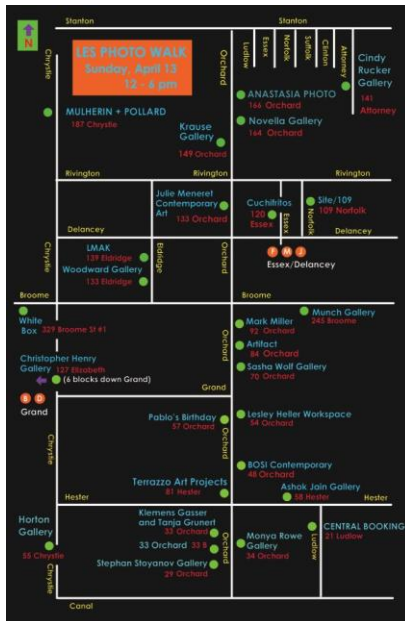 Stanton
Stanton
N
LES PHOTO WALK
Sunday, April 13
12 - 6 pm
Chrystie
Orchard
Ludlow
Essex
Norfolk
Suffolk
Clinton
Attorney
Cindy
Rucker
Gallery
141
Attorney
ANASTASIA PHOTO
166 Orchard
MULHERIN + POLLARD
187 Chrystie
Novella Gallery
164 Orchard
Krause
Gallery
149 Orchard
Rivington
Rivington
Rivington
Julie Meneret
Contemporary
Art
133 Orchard
Cuchifritos
120
Essex
Essex
Site/109
109 Norfolk
Norfolk
Delancey
Delancey
Chrystie
LMAK
139 Eldridge
Woodward Gallery
133 Eldridge
Eldridge
Orchard
F M J
Essex/Delancey
Broome
Broome
White
Box
329 Broome St #1
Munch Gallery
245 Broome
Mark Miller
92 Orchard
Artifact
84 Orchard
Orchard
Christopher Henry
Gallery
127 Elizabeth
(6 blocks down Grand)
Sasha Wolf Gallery
70 Orchard
Grand
B D
Grand
Pablo's Birthday
57 Orchard
Lesley Heller Workspace
54 Orchard
Chrystie
Orchard
BOSI Contemporary
48 Orchard
Terrazzo Art Projects
81 Hester
Ashok Jain Gallery
58 Hester
Hester
Hester
Klemens Gasser
and Tanja Grunert
33 Orchard
Horton
Gallery
55 Chrystie
33 Orchard
33 B
Orchard
Monya Rowe
Gallery
34 Orchard
Ludlow
CENTRAL BOOKING
21 Ludlow
Stephan Stoyanov Gallery
29 Orchard
Chrystie
Canal